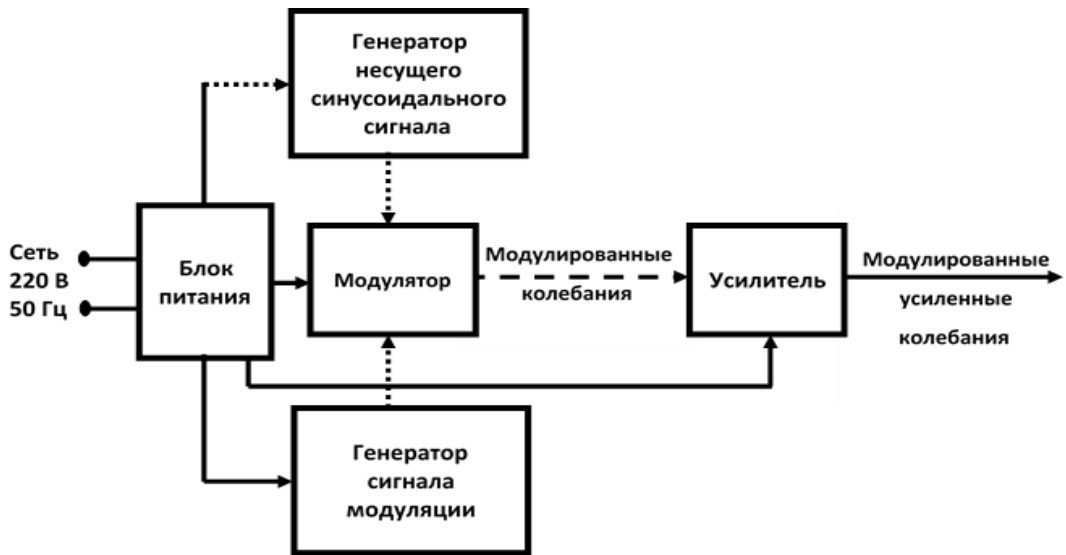 Генератор
несущего
синусоидального
сигнала
Сеть
220 В
50 Гц
Блок
питания
Модулятор
Модулированные
колебания
Усилитель
Модулированные
усиленные
колебания
Генератор
сигнала
модуляции